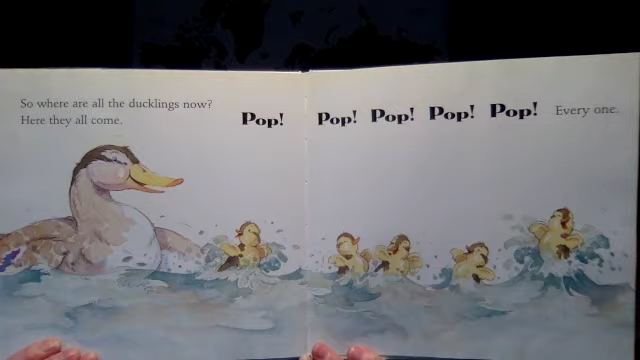 So where are all the ducklings now?
Here they all come.
Pop!
Pop! Pop! Pop! Pop! Every one.